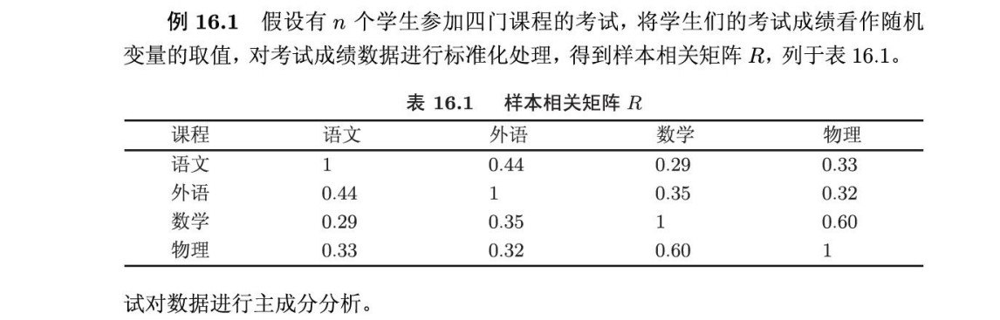 例 16.1 假设有 n 个学生参加四门课程的考试，将学生们的考试成绩看作随机
变量的取值，对考试成绩数据进行标准化处理，得到样本相关矩阵 R，列于表 16.1。
表 16.1 样本相关矩阵 R
课程 语文 外语 数学 物理
语文 1 0.44 0.29 0.33
外语 0.44 1 0.35 0.32
数学 0.29 0.35 1 0.60
物理 0.33 0.32 0.60 1
试对数据进行主成分分析。